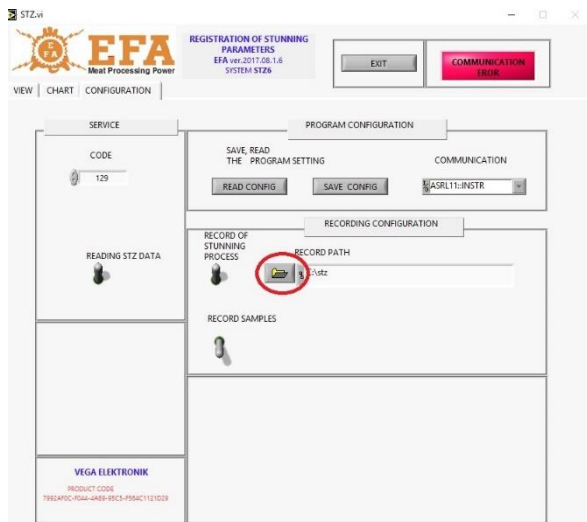 STZ.vi
EFA
Meat Processing Power
REGISTRATION OF STUNNING
PARAMETERS
EFA ver.2017.08.1.6
SYSTEM STZ6
EXIT
COMMUNICATION
EROR
VIEW
CHART
CONFIGURATION
SERVICE
CODE
129
READING STZ DATA
PROGRAM CONFIGURATION
SAVE, READ
THE PROGRAM SETTING
READ CONFIG
SAVE CONFIG
COMMUNICATION
ASRL11::INSTR
RECORDING CONFIGURATION
RECORD OF
STUNNING
PROCESS
RECORD PATH
:\stz
RECORD SAMPLES
VEGA ELEKTRONIK
PRODUCT CODE